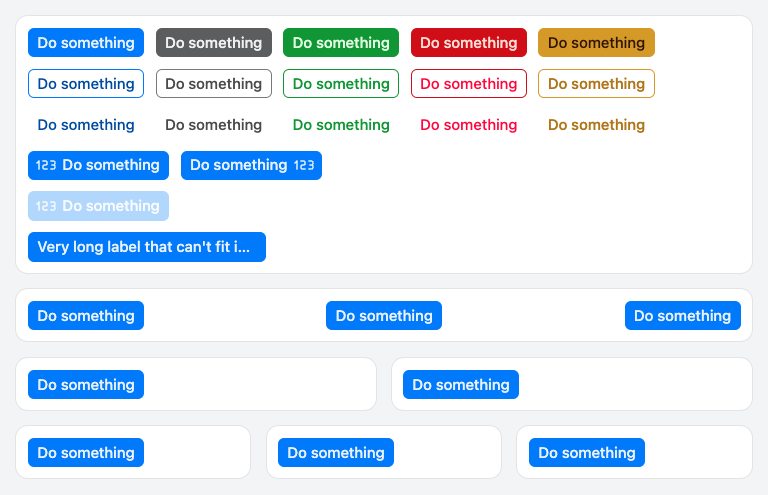 Do something Do something Do something Do something Do something
Do something Do something Do something Do something Do something
Do something Do something Do something Do something Do something
123 Do something Do something 123
123 Do something
Very long label that can't fit i...
Do something Do something Do something
Do something Do something
Do something Do something Do something